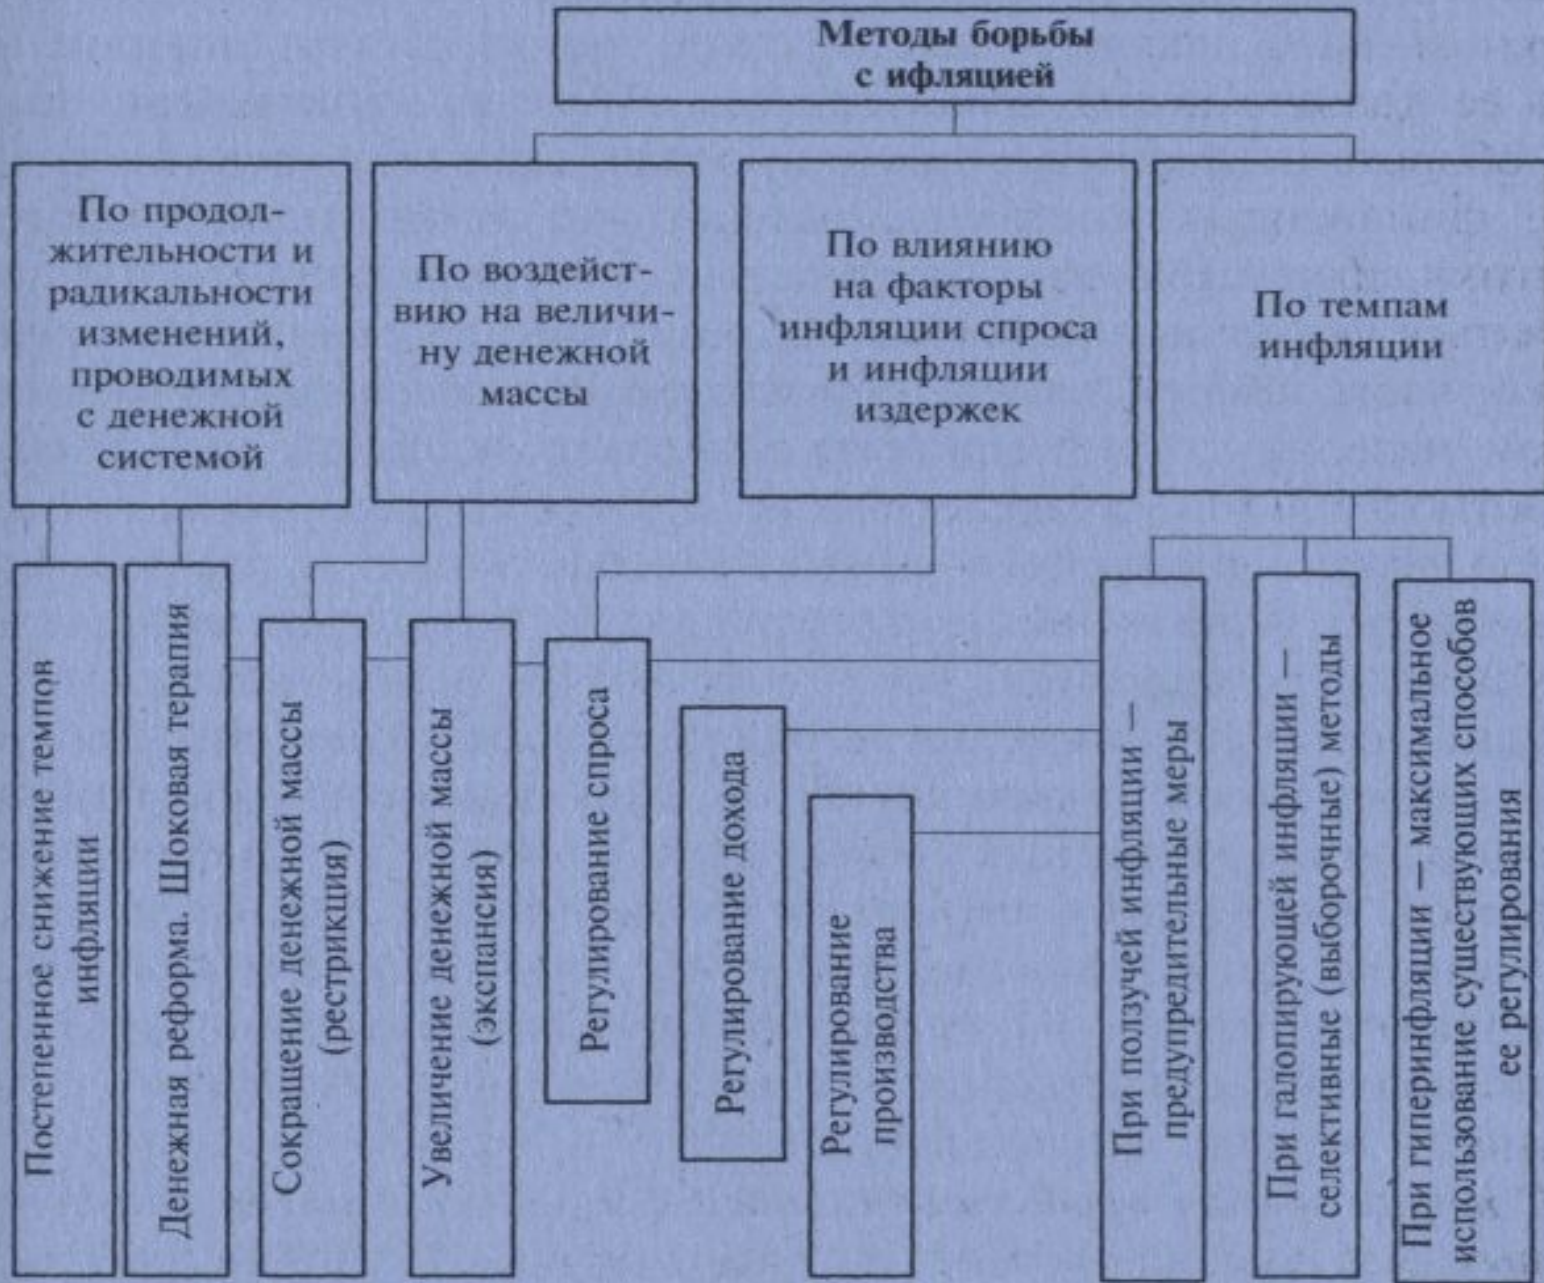 Методы борьбы
с ифляцией
По продол-
жительности и
радикальности
изменений,
проводимых
с денежной
системой
По воздейст-
вию на величи-
ну денежной
массы
По влиянию
на факторы
инфляции спроса
и инфляции
издержек
По темпам
инфляции
Постепенное снижение темпов
инфляции
Денежная реформа. Шоковая терапия
Сокращение денежной массы
(рестрикция)
Увеличение денежной массы
(экспансия)
Регулирование спроса
Регулирование дохода
Регулирование
производства
При ползучей инфляции —
предупредительные меры
При галопирующей инфляции —
селективные (выборочные) методы
При гиперинфляции — максимальное
использование существующих способов
ее регулирования